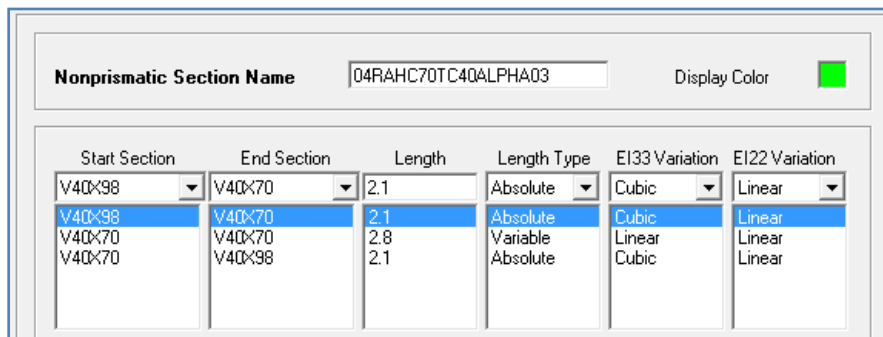 Nonprismatic Section Name 04RAHC70TC40ALPHA03 Display Color
Start Section End Section Length Length Type EI33 Variation EI22 Variation
V40X98 V40X70 2.1 Absolute Cubic Linear
V40X98 V40X70 2.1 Absolute Cubic Linear
V40X70 V40X70 2.8 Variable Linear Linear
V40X70 V40X98 2.1 Absolute Cubic Linear